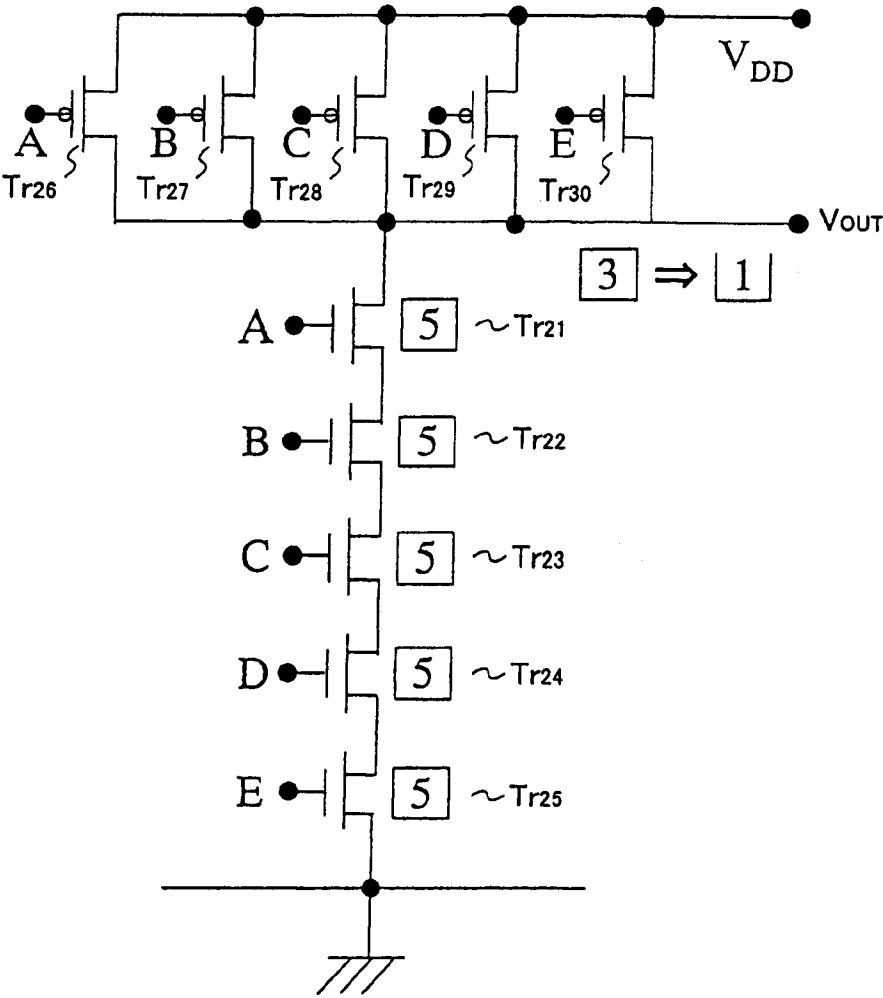 VDD
A B C D E
Tr26 Tr27 Tr28 Tr29 Tr30
VOUT
3 ⇒ 1
A 5 ~Tr21
B 5 ~Tr22
C 5 ~Tr23
D 5 ~Tr24
E 5 ~Tr25